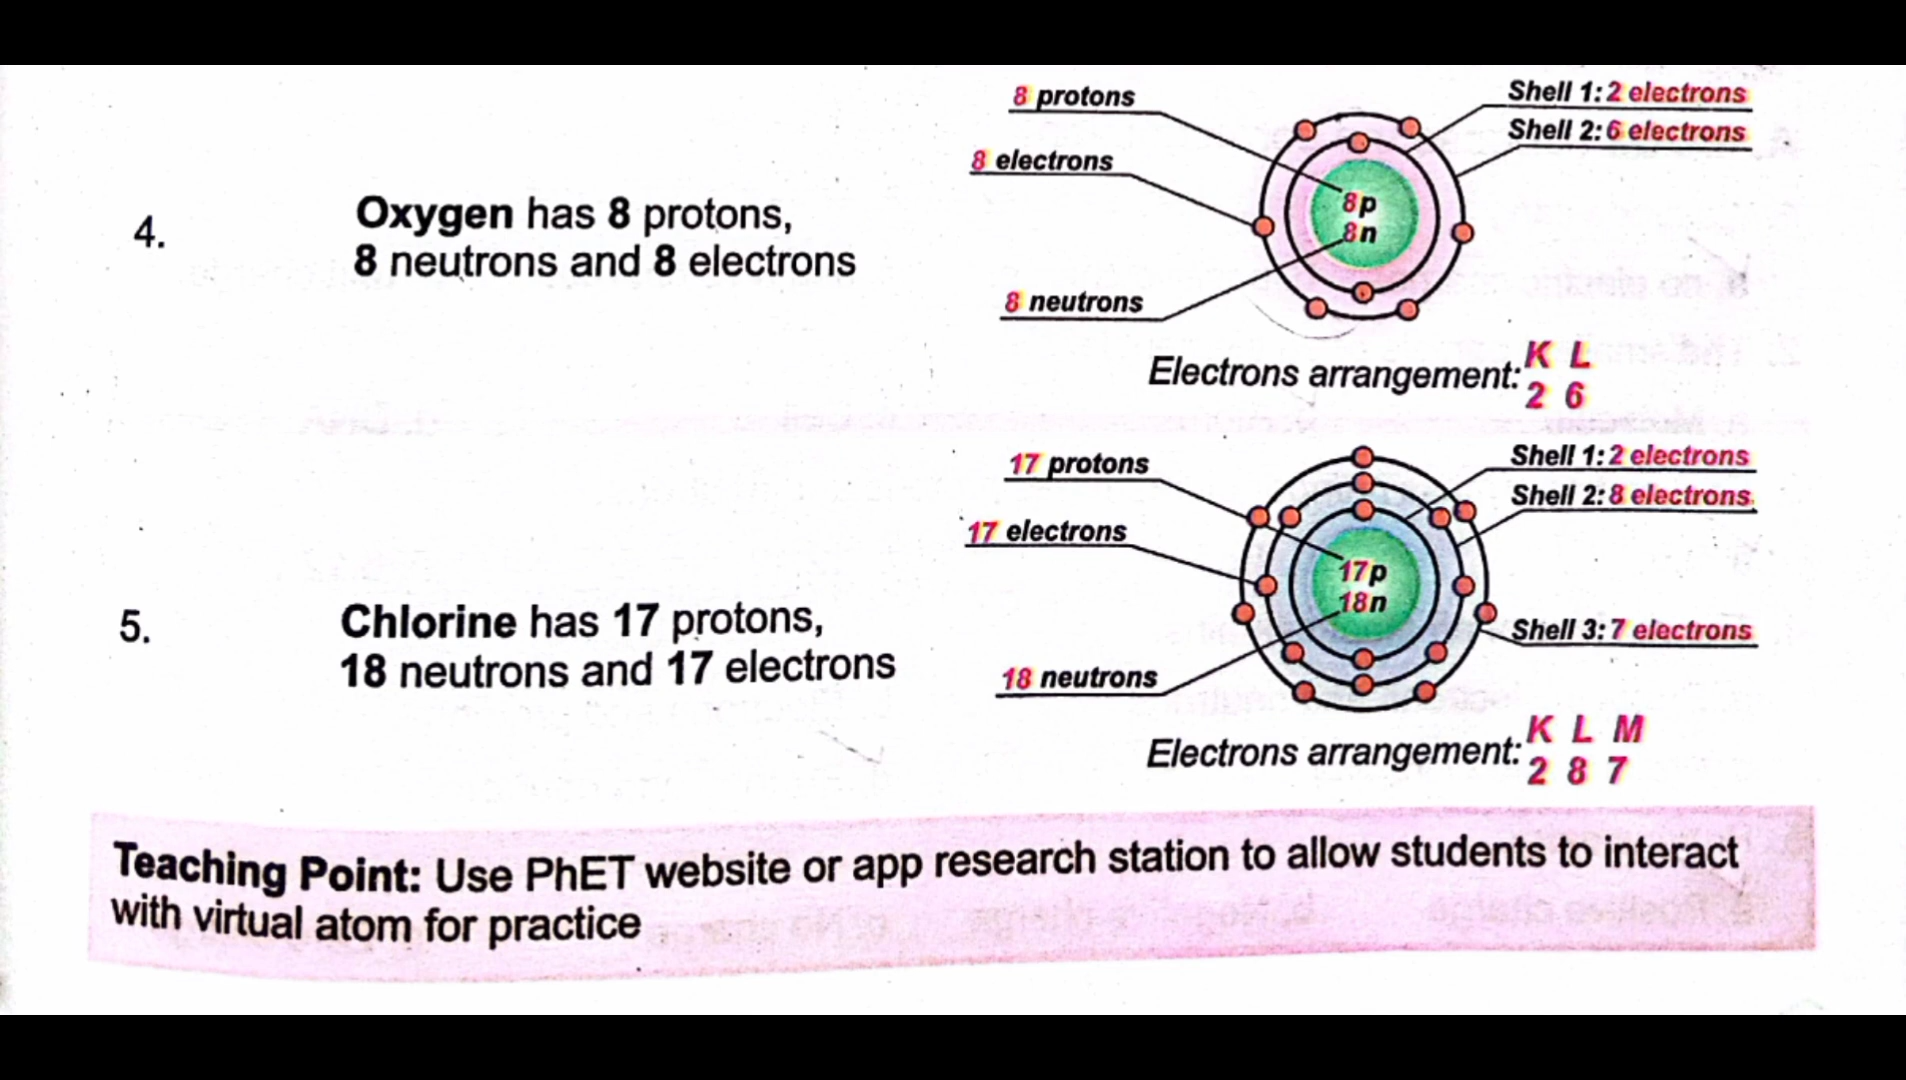 4.
Oxygen has 8 protons,
8 neutrons and 8 electrons
8 protons
8 electrons
8 neutrons
8p
8n
Shell 1: 2 electrons
Shell 2: 6 electrons
Electrons arrangement: K L
2 6
5.
Chlorine has 17 protons,
18 neutrons and 17 electrons
17 protons
17 electrons
18 neutrons
17p
18n
Shell 1: 2 electrons
Shell 2: 8 electrons
Shell 3: 7 electrons
Electrons arrangement: K L M
2 8 7
Teaching Point: Use PhET website or app research station to allow students to interact
with virtual atom for practice